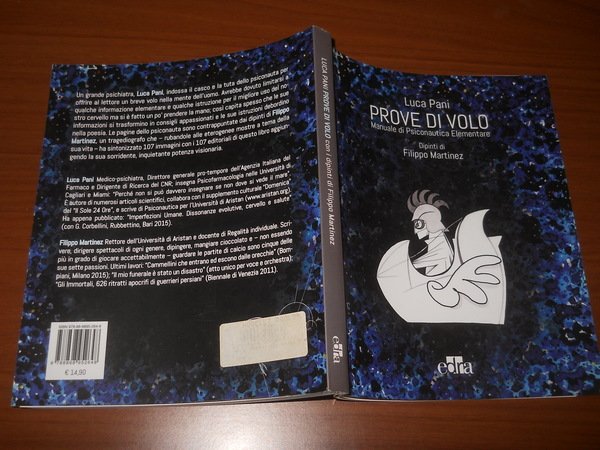 Un grande psichiatra, Luca Pani, indossa il casco e la tuta dello psiconauta per
offrire al lettore un breve volo nella mente dell'uomo. Avrebbe dovuto limitarsi a
qualche informazione elementare e qualche istruzione per il migliore uso del no-
stro cervello ma si è fatto un po' prendere la mano; così capita spesso che le sue
informazioni si trasformino in consigli appassionati e le sue istruzioni debordino
nella poesia. Le pagine dello psiconauta sono contrappuntate dai dipinti di Filippo
Martinez, un tragediografo che – rubandole alle eterogenee mostre a tema della
sua vita – ha sintonizzato 107 immagini con i 107 editoriali di questo libro aggiun-
gendo la sua sorridente, inquietante potenza visionaria.
Luca Pani Medico-psichiatra, Direttore generale pro-tempore dell'Agenzia Italiana del
Farmaco e Dirigente di Ricerca del CNR; insegna Psicofarmacologia nelle Università di
Cagliari e Miami: "Perché non si può davvero insegnare se non dove si vede il mare".
È autore di numerosi articoli scientifici, collabora con il supplemento culturale "Domenica"
del "Il Sole 24 Ore", e scrive di Psiconautica per l'Università di Aristan (www.aristan.org).
Ha appena pubblicato: "Imperfezioni Umane. Dissonanze evolutive, cervello e salute"
(con G. Corbellini, Rubbettino, Bari 2015).
Filippo Martinez Rettore dell'Università di Aristan e docente di Regalità individuale. Scri-
vere, dirigere spettacoli di ogni genere, dipingere, mangiare cioccolato e – non essendo
più in grado di giocare accettabilmente – guardare le partite di calcio sono cinque delle
sue sette passioni. Ultimi lavori: "Cammellini che entrano ed escono dalle orecchie" (Bom-
piani, Milano 2015); "Il mio funerale è stato un disastro" (atto unico per voce e orchestra);
"Gli Immortali, 626 ritratti apocrifi di guerrieri persiani" (Biennale di Venezia 2011).
€ 14,90
LUCA PANI PROVE DI VOLO con i dipinti di Filippo Martinez
edra
Luca Pani
PROVE DI VOLO
Manuale di Psiconautica Elementare
Dipinti di
Filippo Martinez
edra